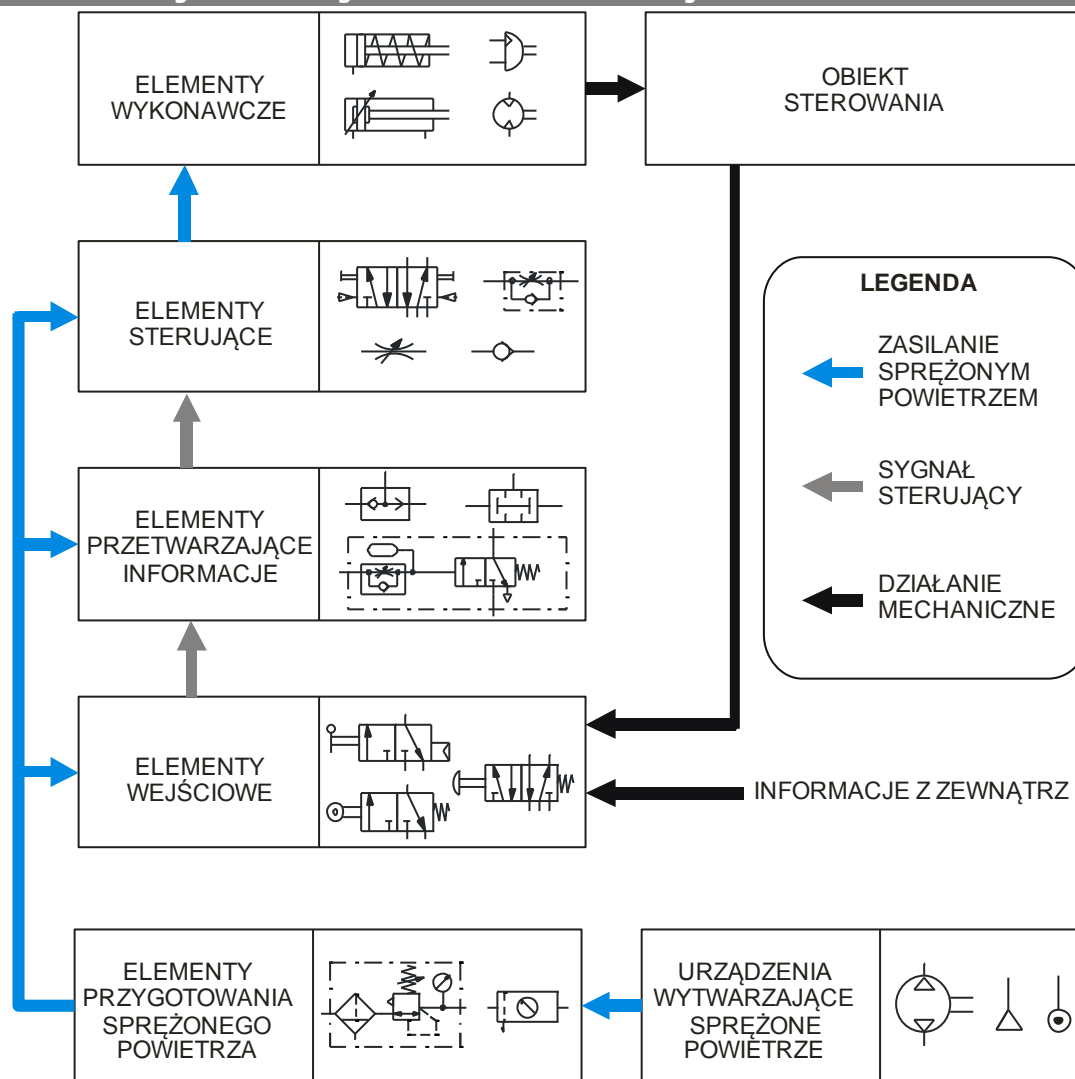 ELEMENTY
WYKONAWCZE
OBIEKT
STEROWANIA
ELEMENTY
STERUJĄCE
LEGENDA
ZASILANIE
SPRĘŻONYM
POWIETRZEM
SYGNAŁ
STERUJĄCY
DZIAŁANIE
MECHANICZNE
ELEMENTY
PRZETWARZAJĄCE
INFORMACJE
ELEMENTY
WEJŚCIOWE
INFORMACJE Z ZEWNĄTRZ
ELEMENTY
PRZYGOTOWANIA
SPRĘŻONEGO
POWIETRZA
URZĄDZENIA
WYTWARZAJĄCE
SPRĘŻONE
POWIETRZE